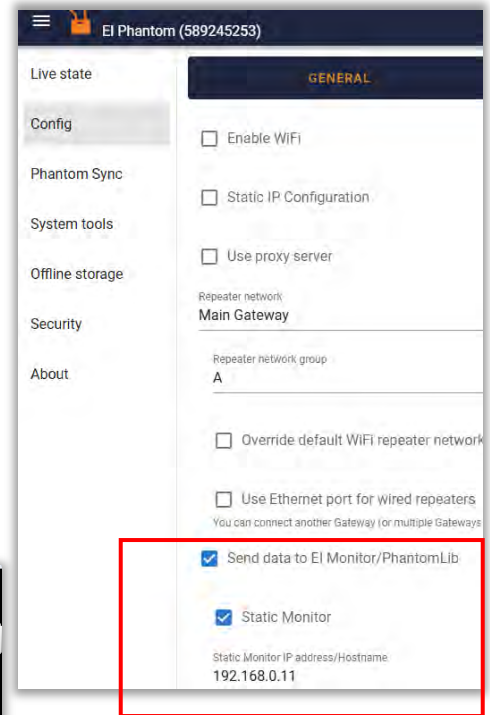 EI Phantom (589245253)
Live state
Config
Phantom Sync
System tools
Offline storage
Security
About
GENERAL
Enable WiFi
Static IP Configuration
Use proxy server
Repeater network
Main Gateway
Repeater network group
A
Override default WiFi repeater network
Use Ethernet port for wired repeaters
You can connect another Gateway (or multiple Gateways
Send data to EI Monitor/PhantomLib
Static Monitor
Static Monitor IP address/Hostname
192.168.0.11